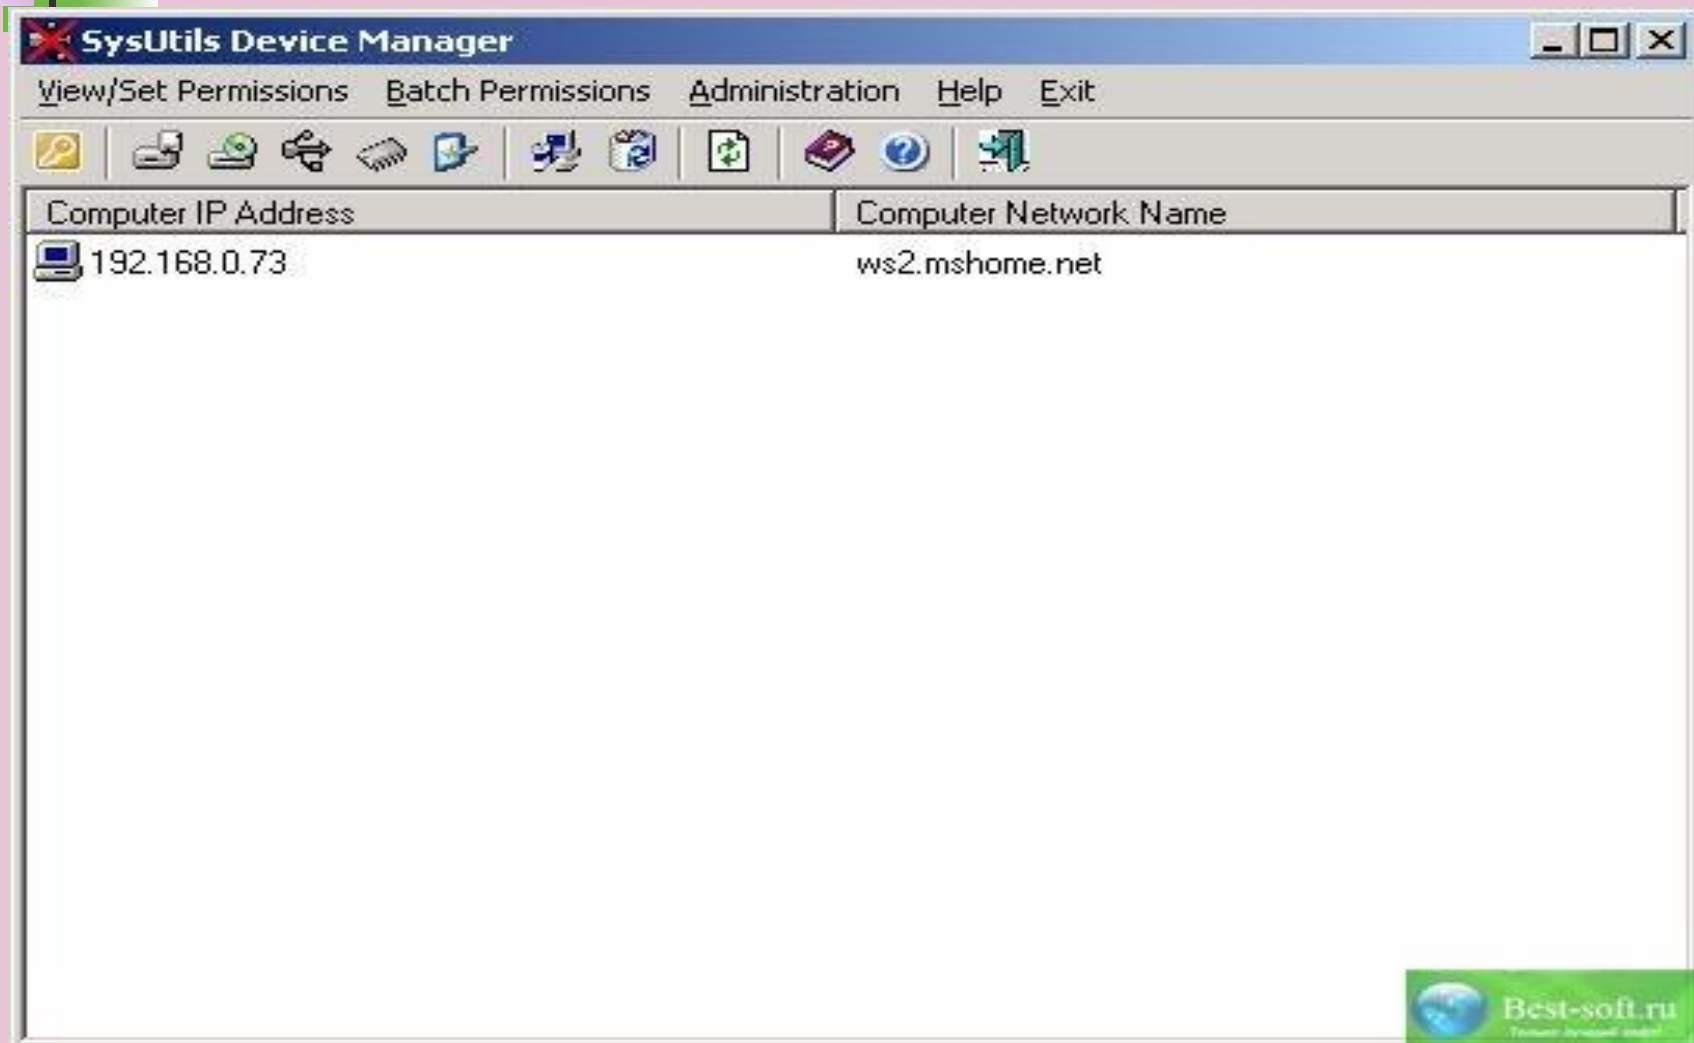 SysUtils Device Manager
View/Set Permissions Batch Permissions Administration Help Exit
Computer IP Address Computer Network Name
192.168.0.73 ws2.mshome.net
Best-soft.ru